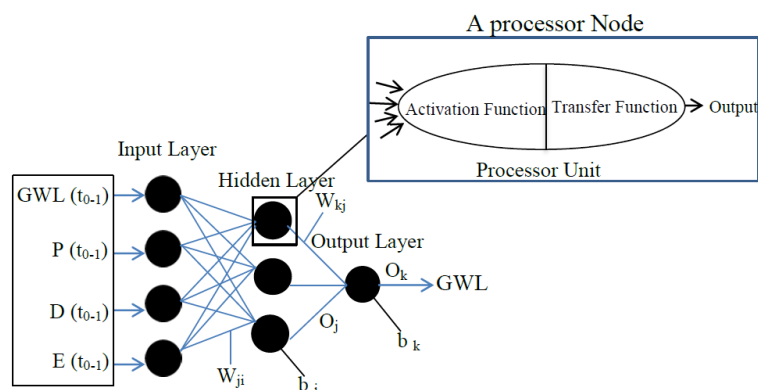 A processor Node
Activation Function
Transfer Function
Output
Processor Unit
Input Layer
Hidden Layer
Output Layer
GWL (t0-1)
P (t0-1)
D (t0-1)
E (t0-1)
Wkj
Wji
Oj
Ok
GWL
b k
b j